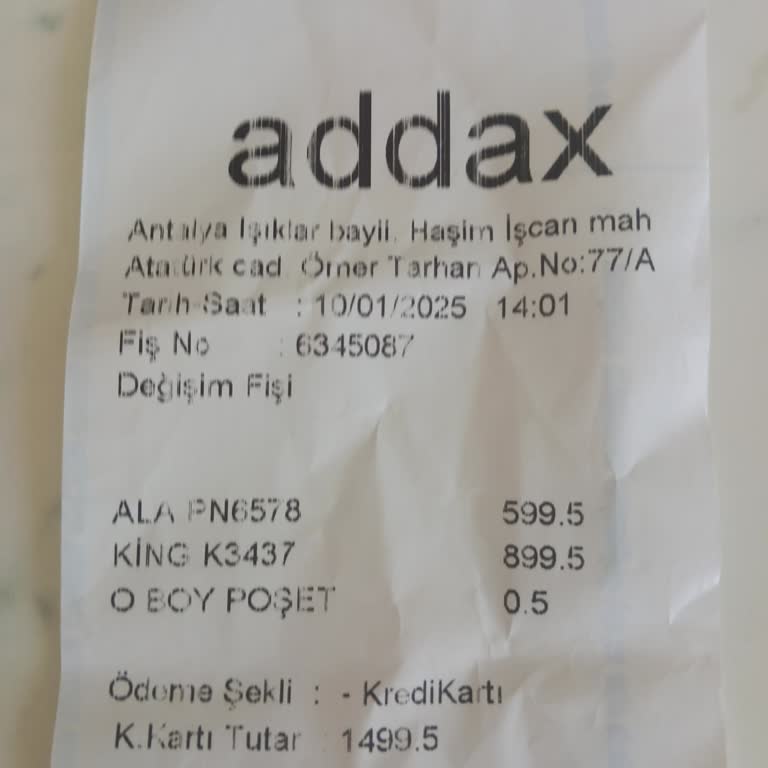 addax
Antalya Işıklar bayii. Haşim İşcan mah
Atatürk cad. Ömer Tarhan Ap.No:77/A
Tarih-Saat : 10/01/2025 14:01
Fiş No : 6345087
Değişim Fişi
ALA PN6578 599.5
KİNG K3437 899.5
O BOY POŞET 0.5
Ödeme Şekli : - KrediKartı
K.Kartı Tutar : 1499.5